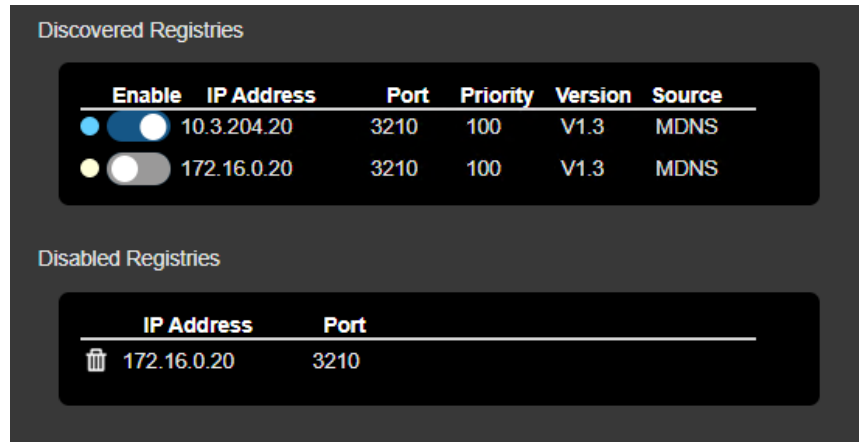 Discovered Registries
Enable IP Address Port Priority Version Source
10.3.204.20 3210 100 V1.3 MDNS
172.16.0.20 3210 100 V1.3 MDNS
Disabled Registries
IP Address Port
172.16.0.20 3210